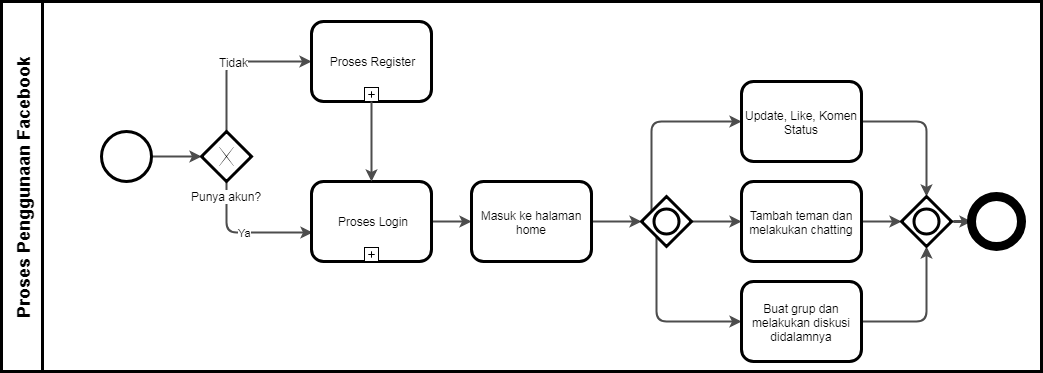 Proses Penggunaan Facebook
Tidak
Proses Register
Punya akun?
Ya
Proses Login
Masuk ke halaman
home
Update, Like, Komen
Status
Tambah teman dan
melakukan chatting
Buat grup dan
melakukan diskusi
didalamnya